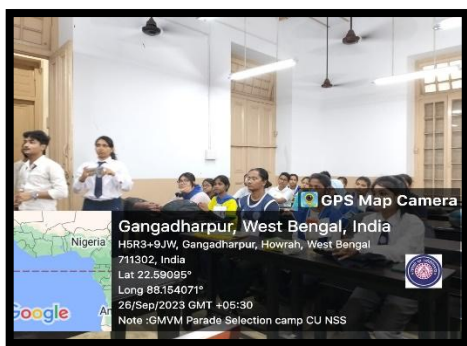 GPS Map Camera
Nigeria
Google
Gangadharpur, West Bengal, India
H5R3+9JW, Gangadharpur, Howrah, West Bengal
711302, India
Lat 22.59095°
Long 88.154071°
26/Sep/2023 GMT +05:30
Note :GMVM Parade Selection camp CU NSS